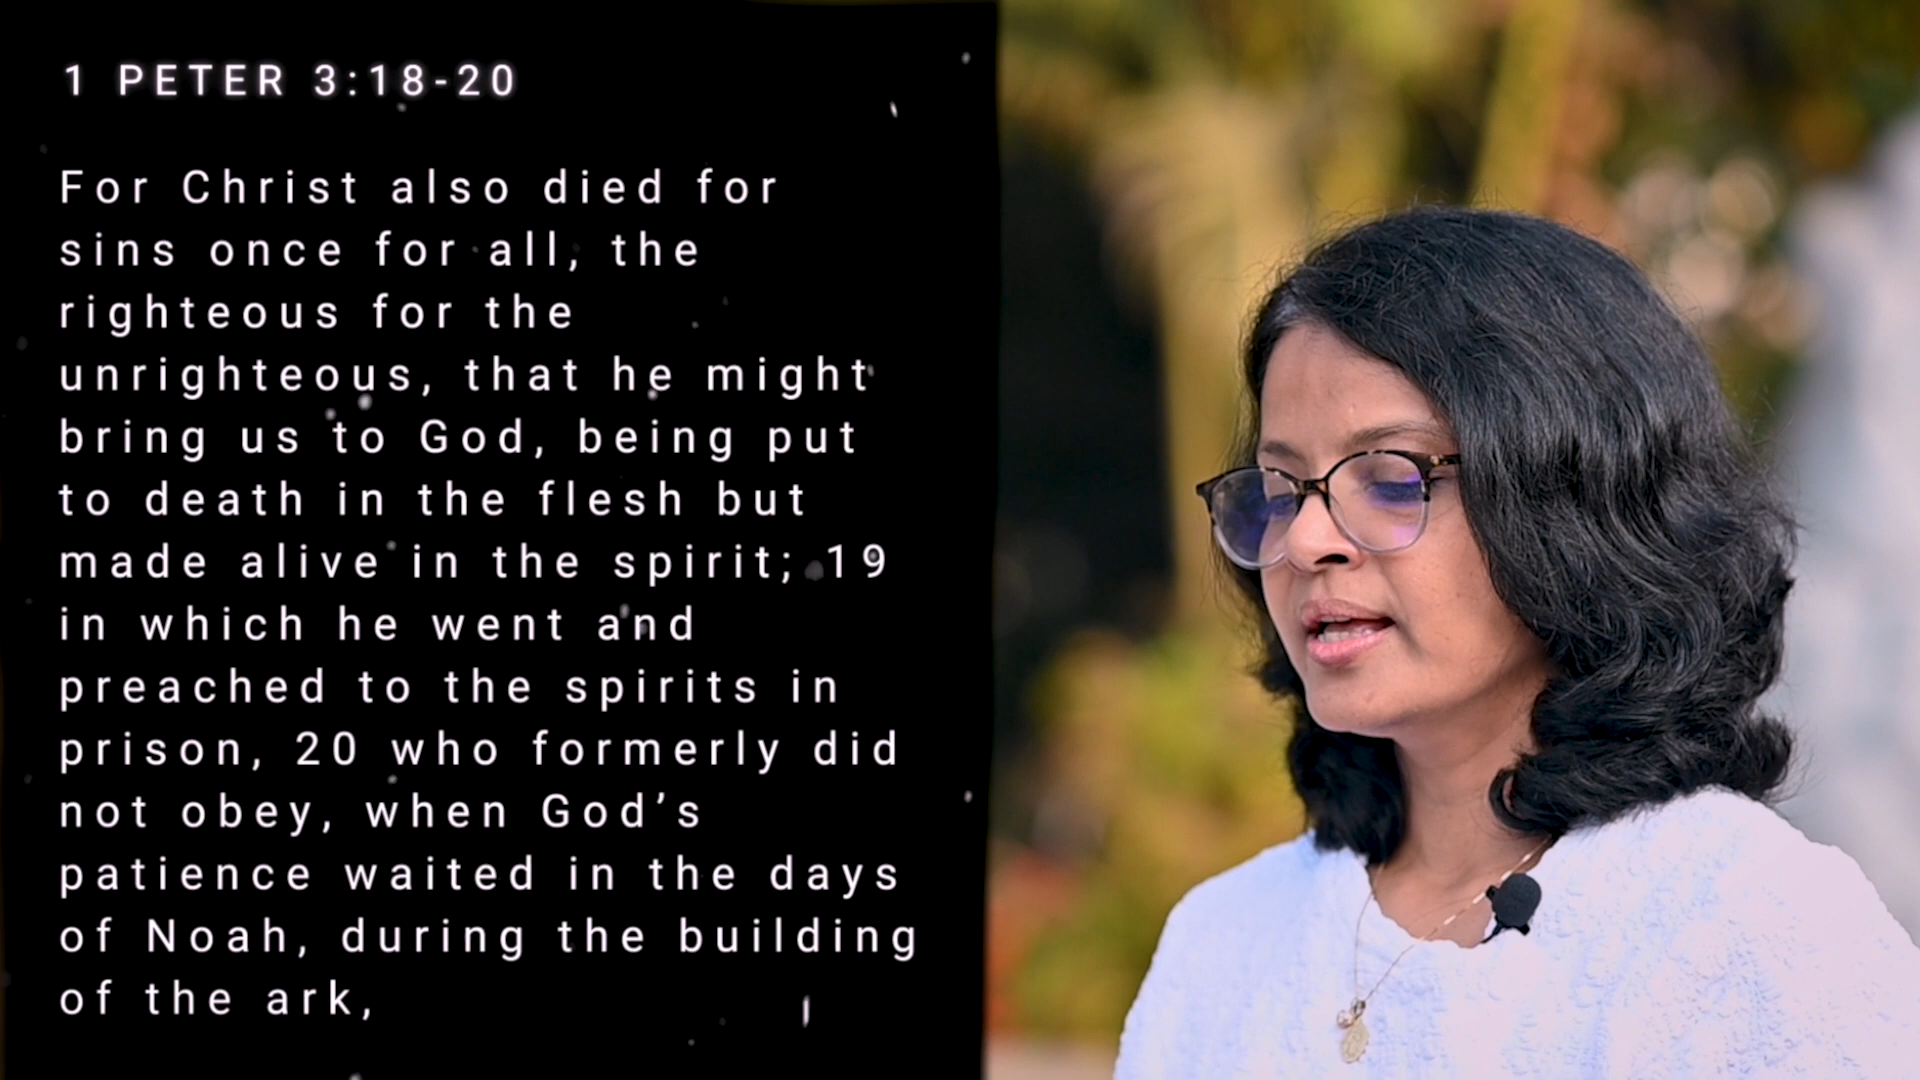 1 PETER 3:18-20
For Christ also died for
sins once for all, the
righteous for the
unrighteous, that he might
bring us to God, being put
to death in the flesh but
made alive in the spirit; 19
in which he went and
preached to the spirits in
prison, 20 who formerly did
not obey, when God’s
patience waited in the days
of Noah, during the building
of the ark,